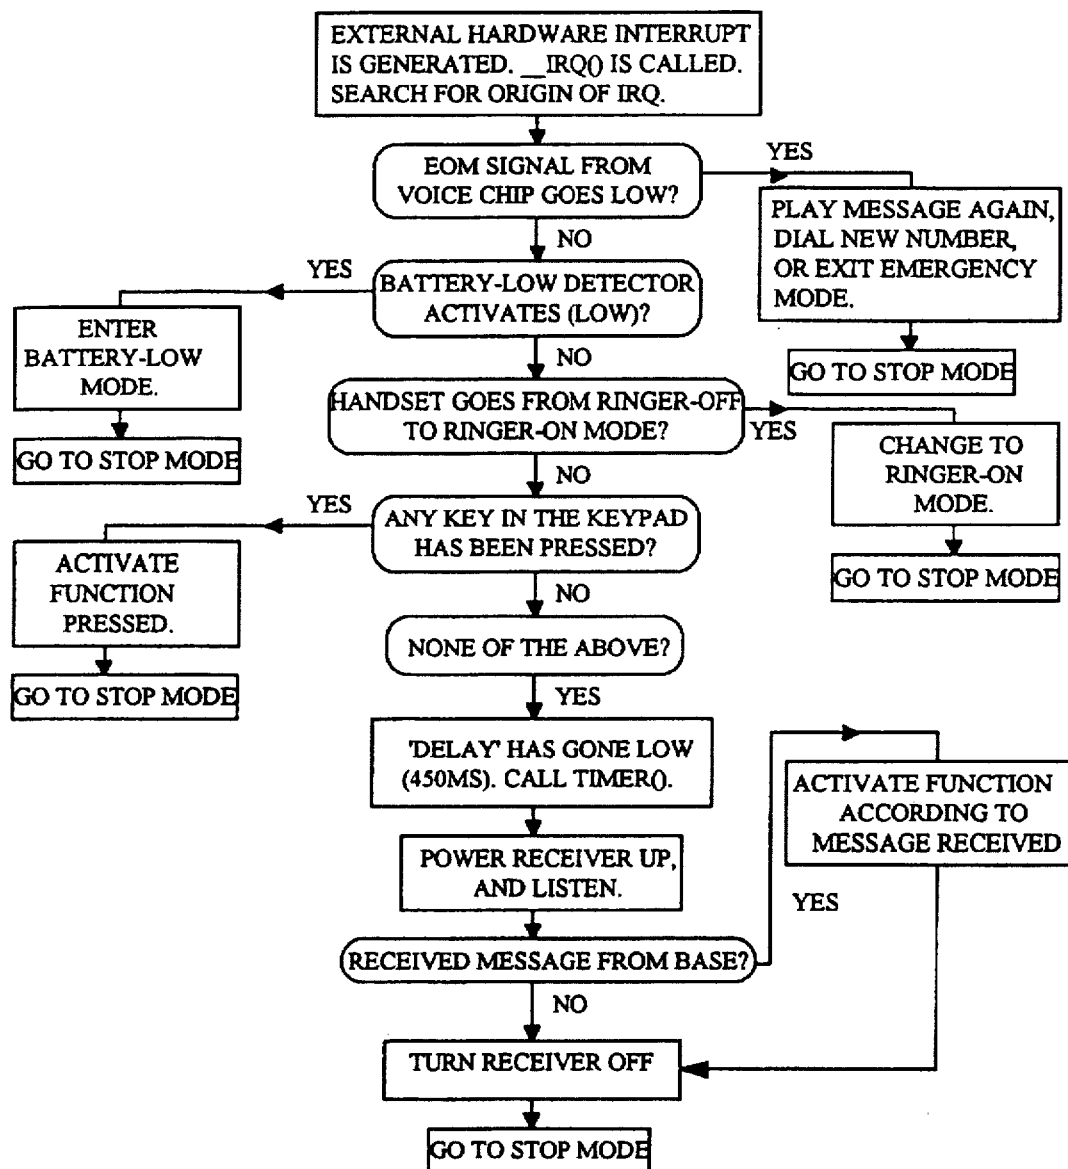 EXTERNAL HARDWARE INTERRUPT
IS GENERATED. __IRQ() IS CALLED.
SEARCH FOR ORIGIN OF IRQ.
EOM SIGNAL FROM
VOICE CHIP GOES LOW?
YES
PLAY MESSAGE AGAIN,
DIAL NEW NUMBER,
OR EXIT EMERGENCY
MODE.
GO TO STOP MODE
NO
BATTERY-LOW DETECTOR
ACTIVATES (LOW)?
YES
ENTER
BATTERY-LOW
MODE.
GO TO STOP MODE
NO
HANDSET GOES FROM RINGER-OFF
TO RINGER-ON MODE?
YES
CHANGE TO
RINGER-ON
MODE.
GO TO STOP MODE
NO
ANY KEY IN THE KEYPAD
HAS BEEN PRESSED?
YES
ACTIVATE
FUNCTION
PRESSED.
GO TO STOP MODE
NO
NONE OF THE ABOVE?
YES
'DELAY' HAS GONE LOW
(450MS). CALL TIMER().
POWER RECEIVER UP,
AND LISTEN.
RECEIVED MESSAGE FROM BASE?
YES
ACTIVATE FUNCTION
ACCORDING TO
MESSAGE RECEIVED
NO
TURN RECEIVER OFF
GO TO STOP MODE